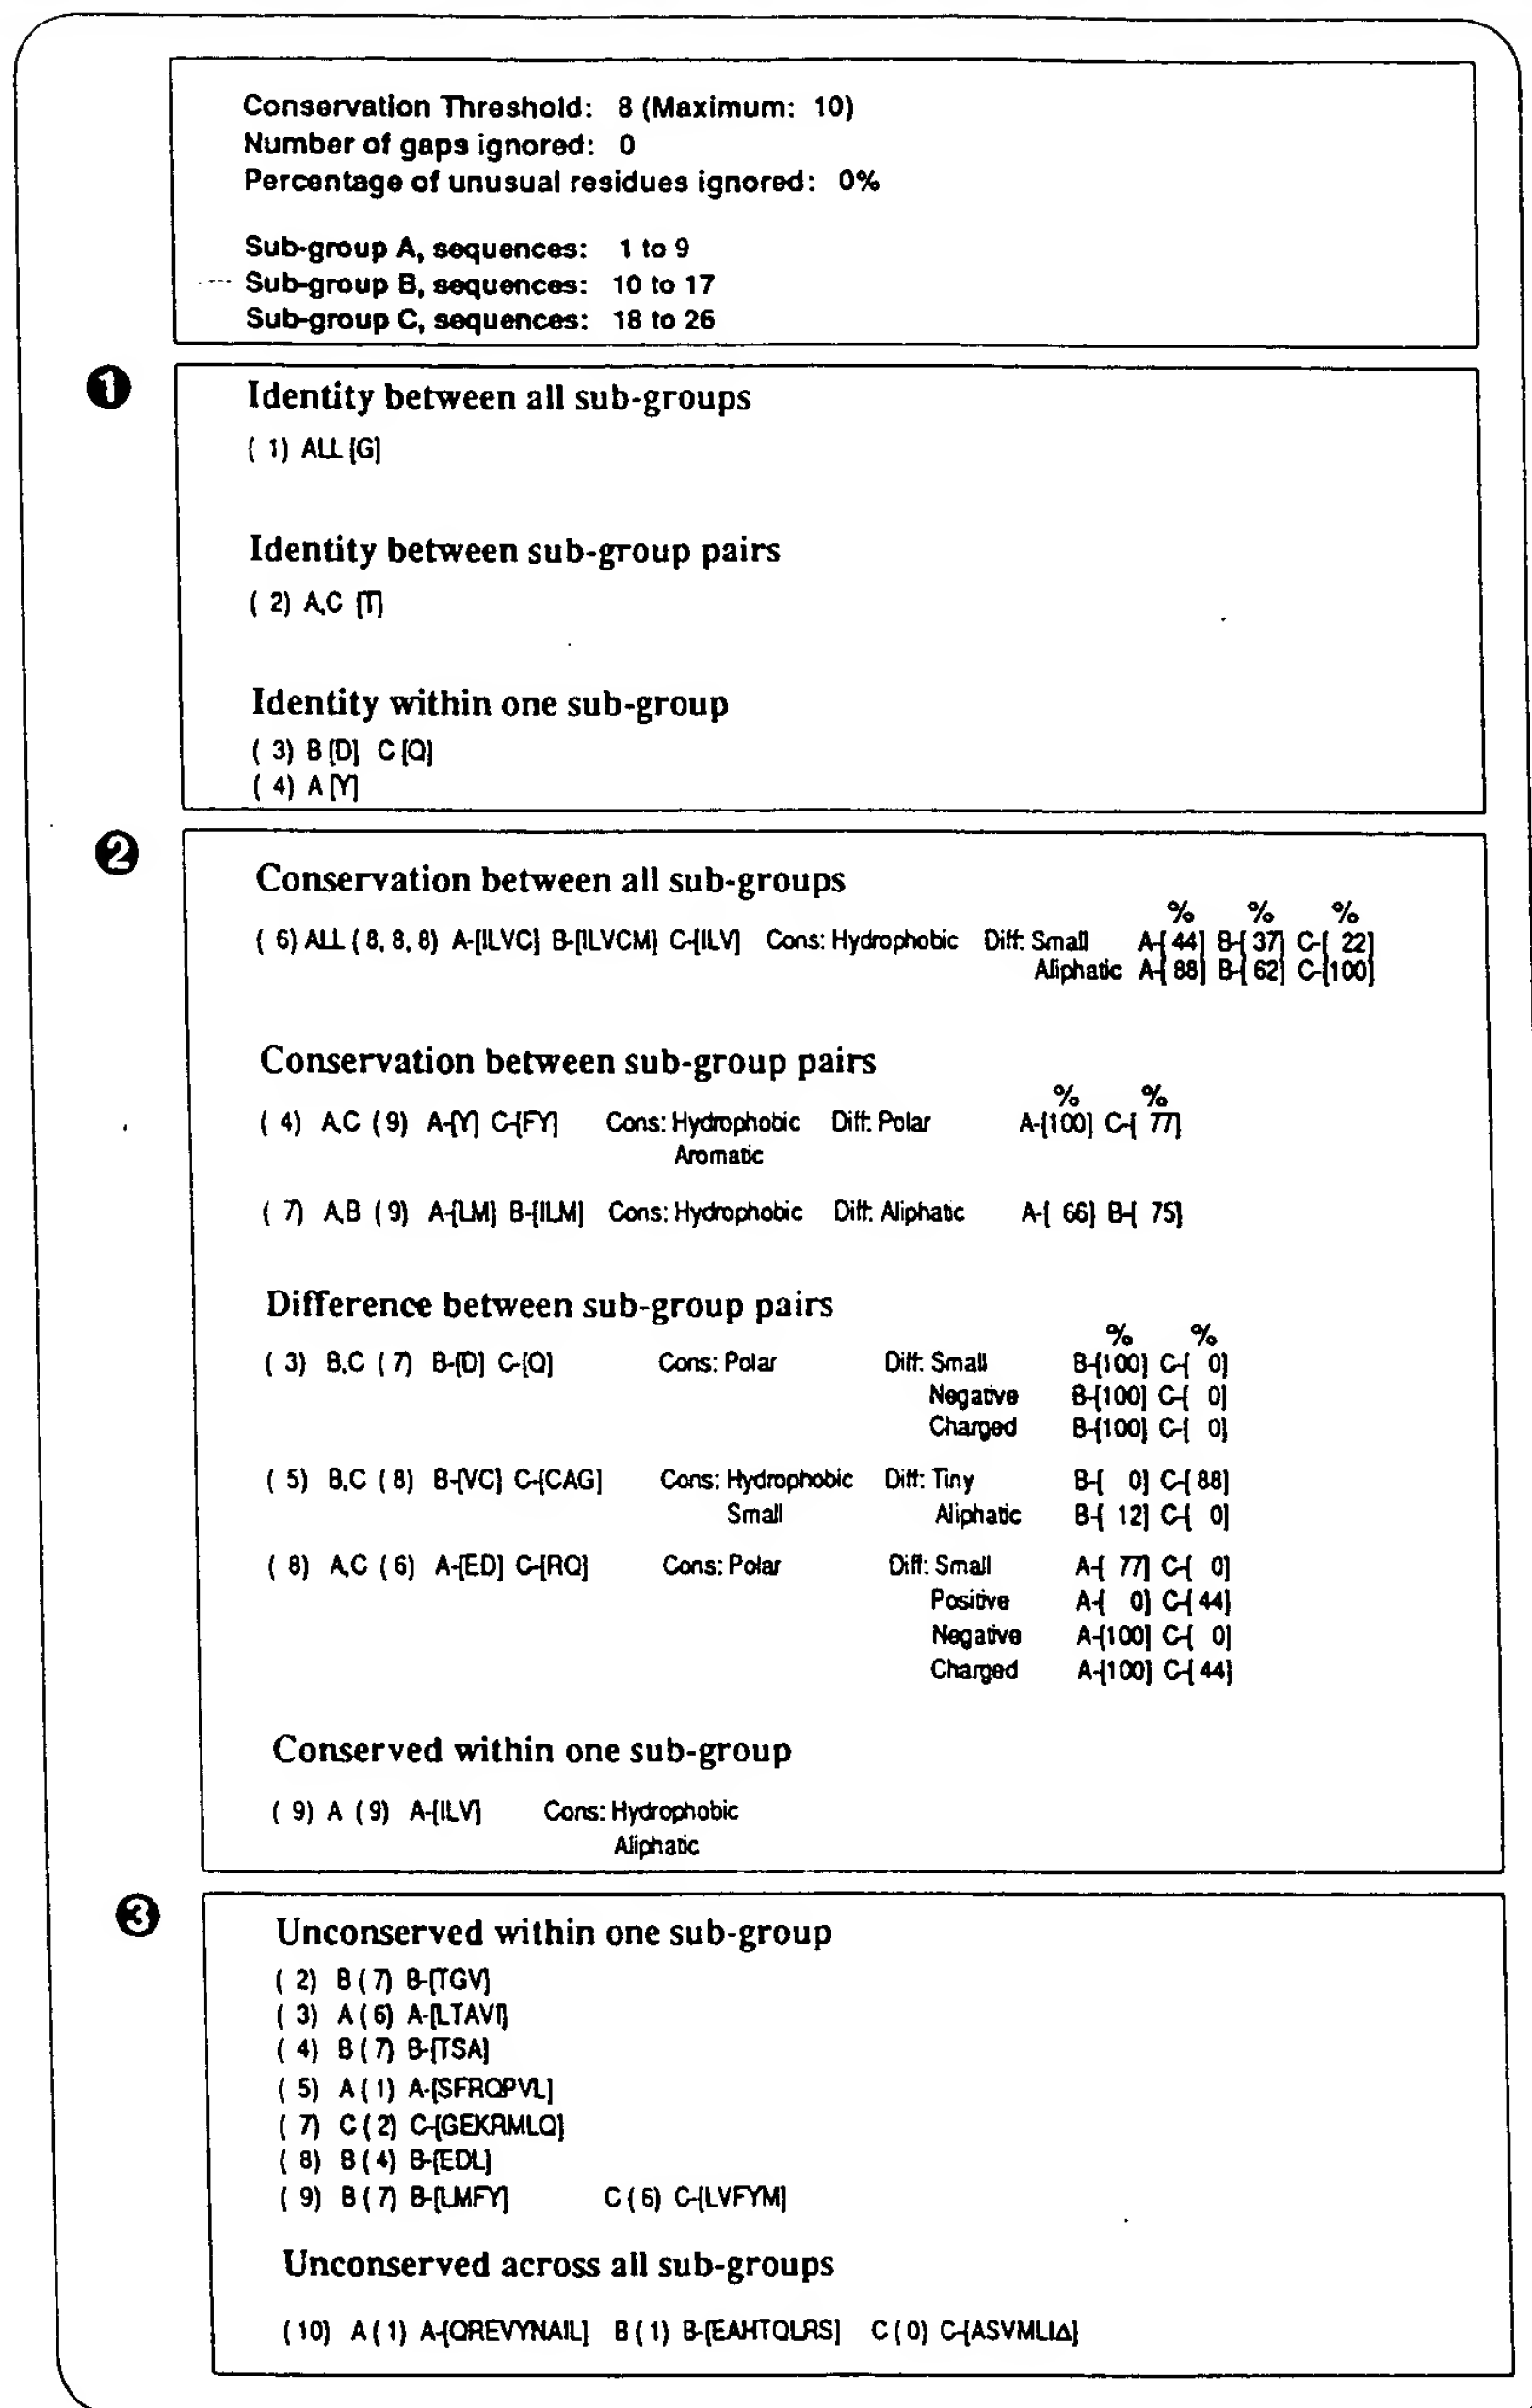 Conservation Threshold: 8 (Maximum: 10)
Number of gaps ignored: 0
Percentage of unusual residues ignored: 0%
Sub-group A, sequences: 1 to 9
Sub-group B, sequences: 10 to 17
Sub-group C, sequences: 18 to 26
1
Identity between all sub-groups
( 1) ALL [G]
Identity between sub-group pairs
( 2) A,C [T]
Identity within one sub-group
( 3) B [D] C [Q]
( 4) A [Y]
2
Conservation between all sub-groups
% % %
( 6) ALL ( 8, 8, 8) A-[ILVC] B-[ILVCM] C-[ILV] Cons: Hydrophobic Diff: Small A-[ 44] B-[ 37] C-[ 22]
Aliphatic A-[ 88] B-[ 62] C-[100]
Conservation between sub-group pairs
% %
( 4) A,C ( 9) A-[Y] C-[FY] Cons: Hydrophobic Diff: Polar A-[100] C-[ 77]
Aromatic
( 7) A,B ( 9) A-[LM] B-[ILM] Cons: Hydrophobic Diff: Aliphatic A-[ 66] B-[ 75]
Difference between sub-group pairs
% %
( 3) B,C ( 7) B-[D] C-[Q] Cons: Polar Diff: Small B-[100] C-[ 0]
Negative B-[100] C-[ 0]
Charged B-[100] C-[ 0]
( 5) B,C ( 8) B-[VC] C-[CAG] Cons: Hydrophobic Diff: Tiny B-[ 0] C-[ 88]
Small Aliphatic B-[ 12] C-[ 0]
( 8) A,C ( 6) A-[ED] C-[RQ] Cons: Polar Diff: Small A-[ 77] C-[ 0]
Positive A-[ 0] C-[ 44]
Negative A-[100] C-[ 0]
Charged A-[100] C-[ 44]
Conserved within one sub-group
( 9) A ( 9) A-[ILV] Cons: Hydrophobic
Aliphatic
3
Unconserved within one sub-group
( 2) B ( 7) B-[TGV]
( 3) A ( 6) A-[LTAVI]
( 4) B ( 7) B-[TSA]
( 5) A ( 1) A-[SFRQPVL]
( 7) C ( 2) C-[GEKRMLQ]
( 8) B ( 4) B-[EDL]
( 9) B ( 7) B-[LMFY] C ( 6) C-[LVFYM]
Unconserved across all sub-groups
( 10) A ( 1) A-[QREVYNAIL] B ( 1) B-[EAHTQLRS] C ( 0) C-[ASVMLIΔ]